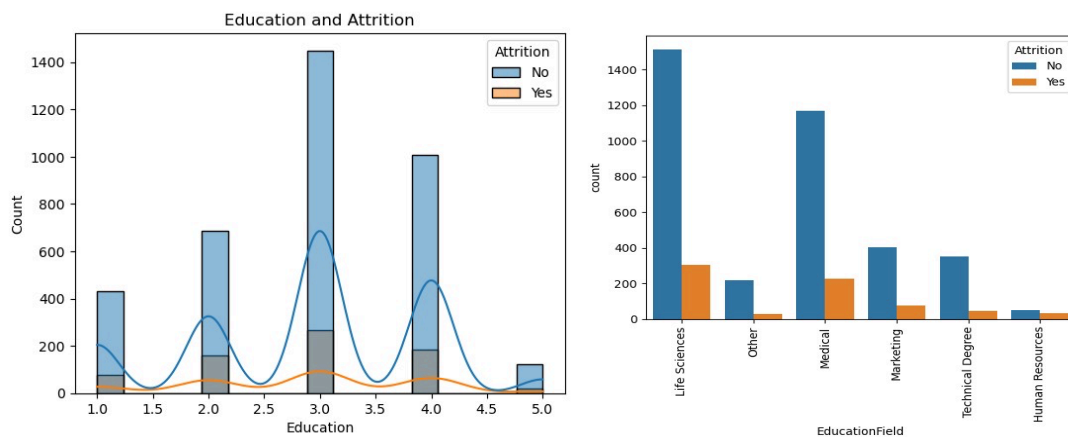 Education and Attrition
Attrition
No
Yes
1400
1200
1000
800
600
400
200
0
Count
1.0 1.5 2.0 2.5 3.0 3.5 4.0 4.5 5.0
Education
Attrition
No
Yes
1400
1200
1000
800
600
400
200
0
count
Life Sciences
Other
Medical
Marketing
Technical Degree
Human Resources
EducationField